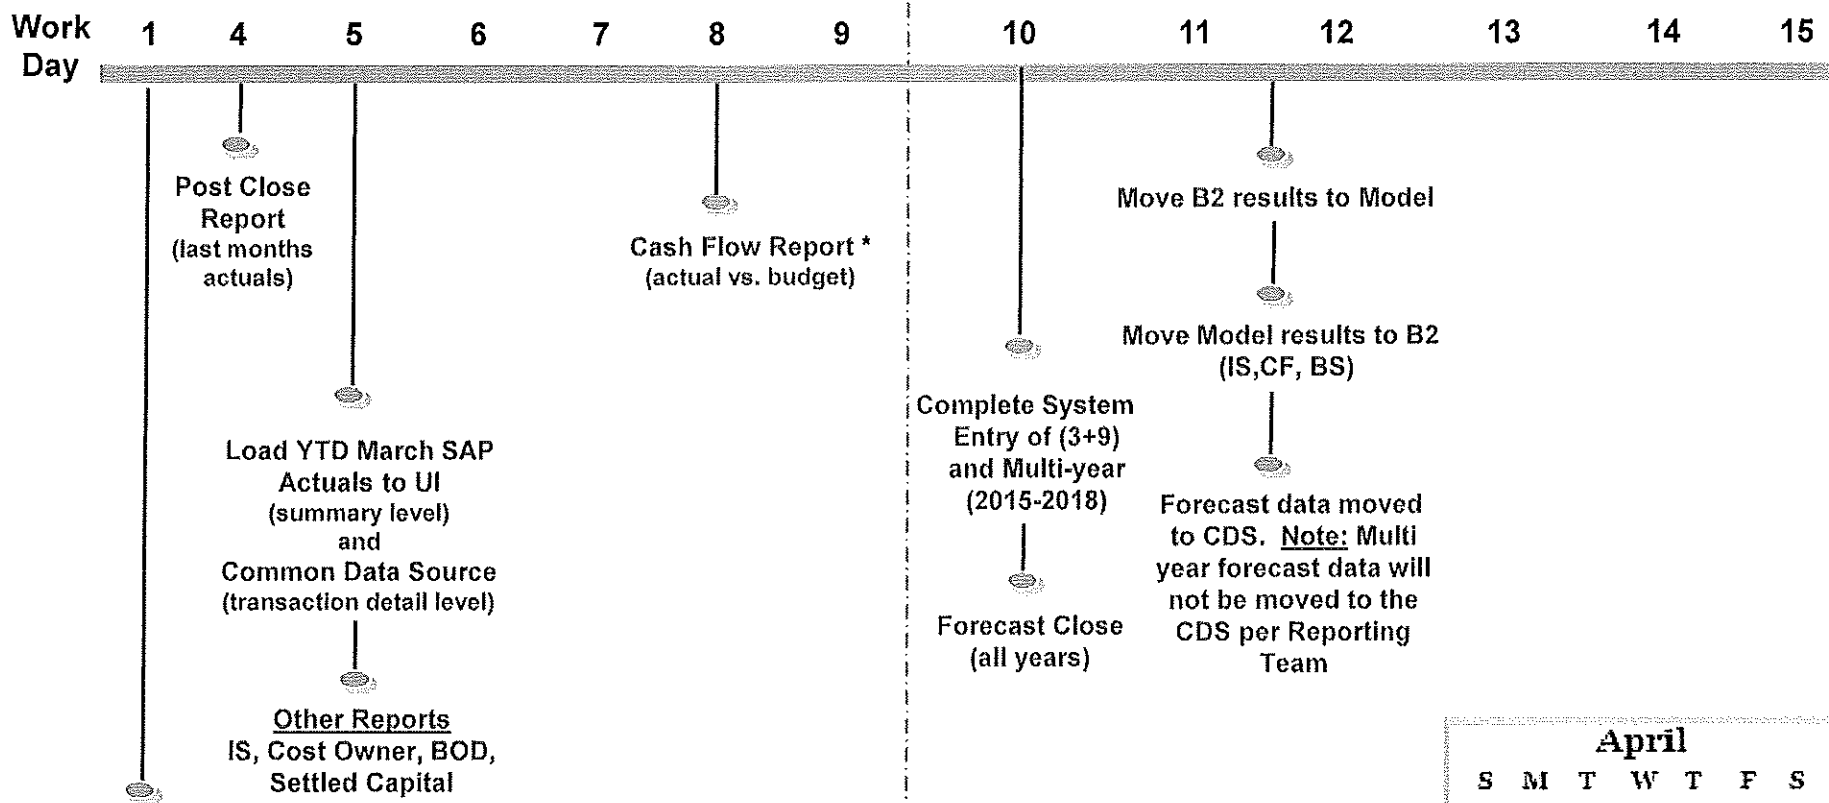 Work Day
1 4 5 6 7 8 9 10 11 12 13 14 15
Post Close
Report
(last months
actuals)
Load YTD March SAP
Actuals to UI
(summary level)
and
Common Data Source
(transaction detail level)
Other Reports
IS, Cost Owner, BOD,
Settled Capital
Cash Flow Report *
(actual vs. budget)
Complete System
Entry of (3+9)
and Multi-year
(2015-2018)
Forecast Close
(all years)
Move B2 results to Model
Move Model results to B2
(IS,CF, BS)
Forecast data moved
to CDS. Note: Multi
year forecast data will
not be moved to the
CDS per Reporting
Team
April
S M T W T F S